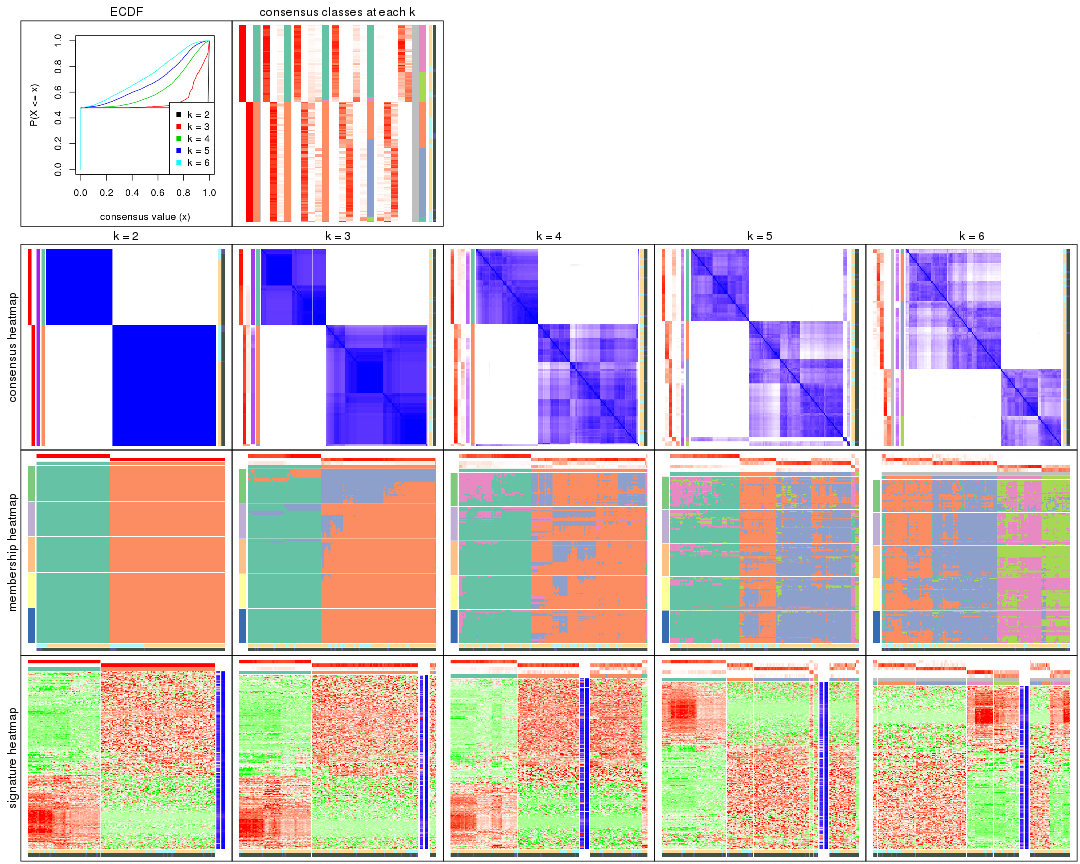 ECDF
consensus classes at each k
P(X <= x)
1.0
0.8
0.6
0.4
0.2
0.0
k = 2
k = 3
k = 4
k = 5
k = 6
0.0 0.2 0.4 0.6 0.8 1.0
consensus value (x)
k = 2
k = 3
k = 4
k = 5
k = 6
consensus heatmap
membership heatmap
signature heatmap